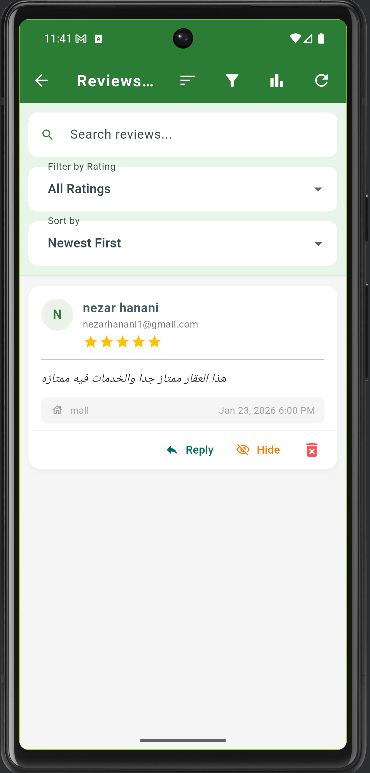 11:41
Reviews...
Search reviews...
Filter by Rating
All Ratings
Sort by
Newest First
N
nezar hanani
nezarhanani1@gmail.com
هذا العقار ممتاز جدا والخدمات فيه ممتازه
mall
Jan 23, 2026 6:00 PM
Reply
Hide